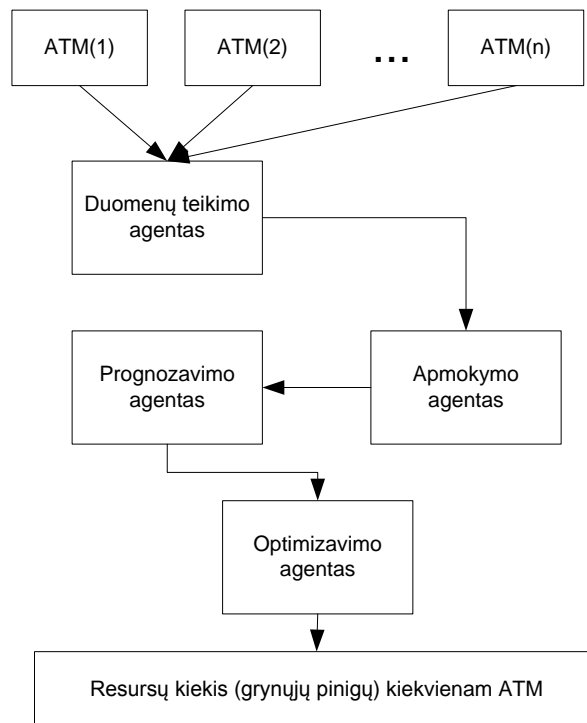 ATM(1) ATM(2) ... ATM(n)
Duomenų teikimo
agentas
Prognozavimo
agentas
Apmokymo
agentas
Optimizavimo
agentas
Resursų kiekis (grynųjų pinigų) kiekvienam ATM